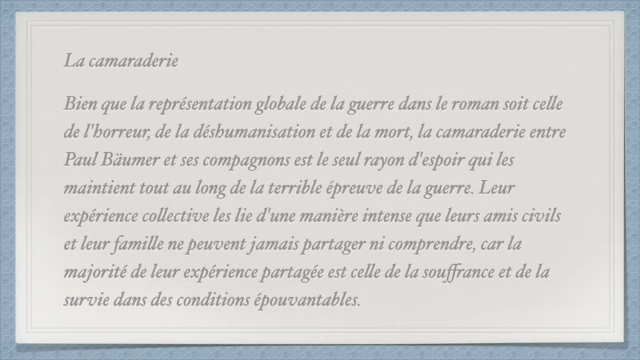 La camaraderie
Bien que la représentation globale de la guerre dans le roman soit celle
de l'horreur, de la déshumanisation et de la mort, la camaraderie entre
Paul Bäumer et ses compagnons est le seul rayon d'espoir qui les
maintient tout au long de la terrible épreuve de la guerre. Leur
expérience collective les lie d'une manière intense que leurs amis civils
et leur famille ne peuvent jamais partager ni comprendre, car la
majorité de leur expérience partagée est celle de la souffrance et de la
survie dans des conditions épouvantables.